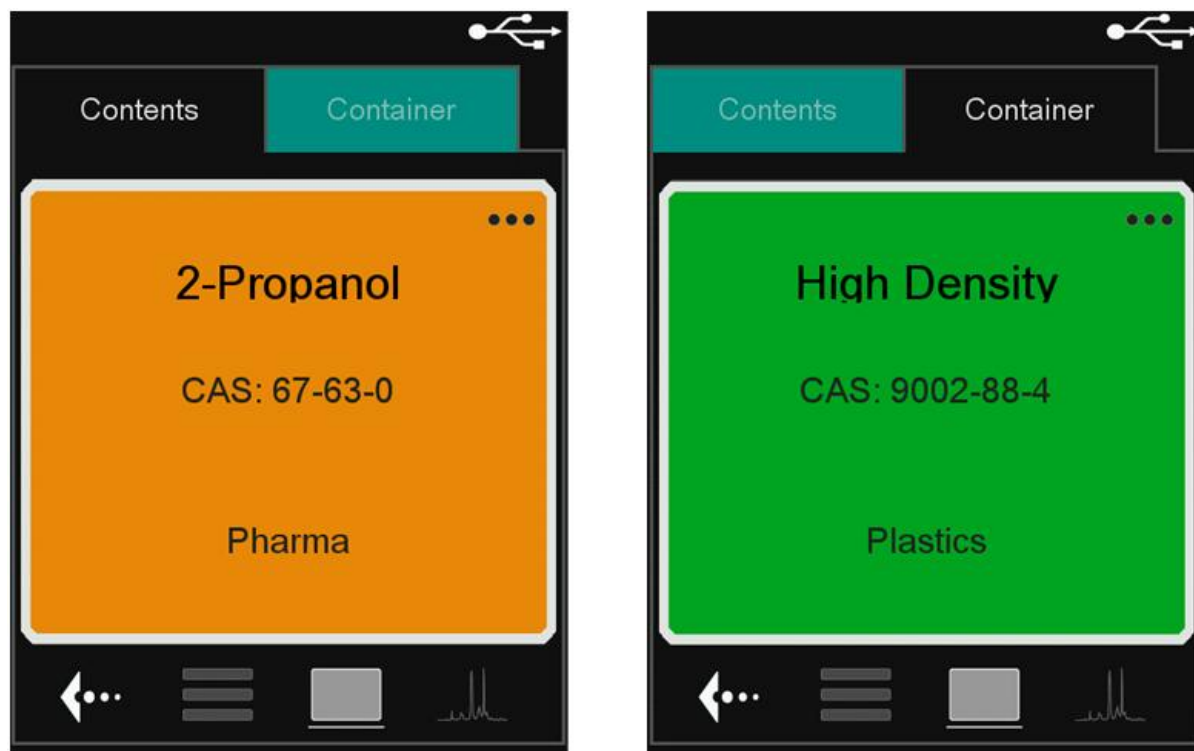 Contents Container
2-Propanol
CAS: 67-63-0
Pharma
Contents Container
High Density
CAS: 9002-88-4
Plastics